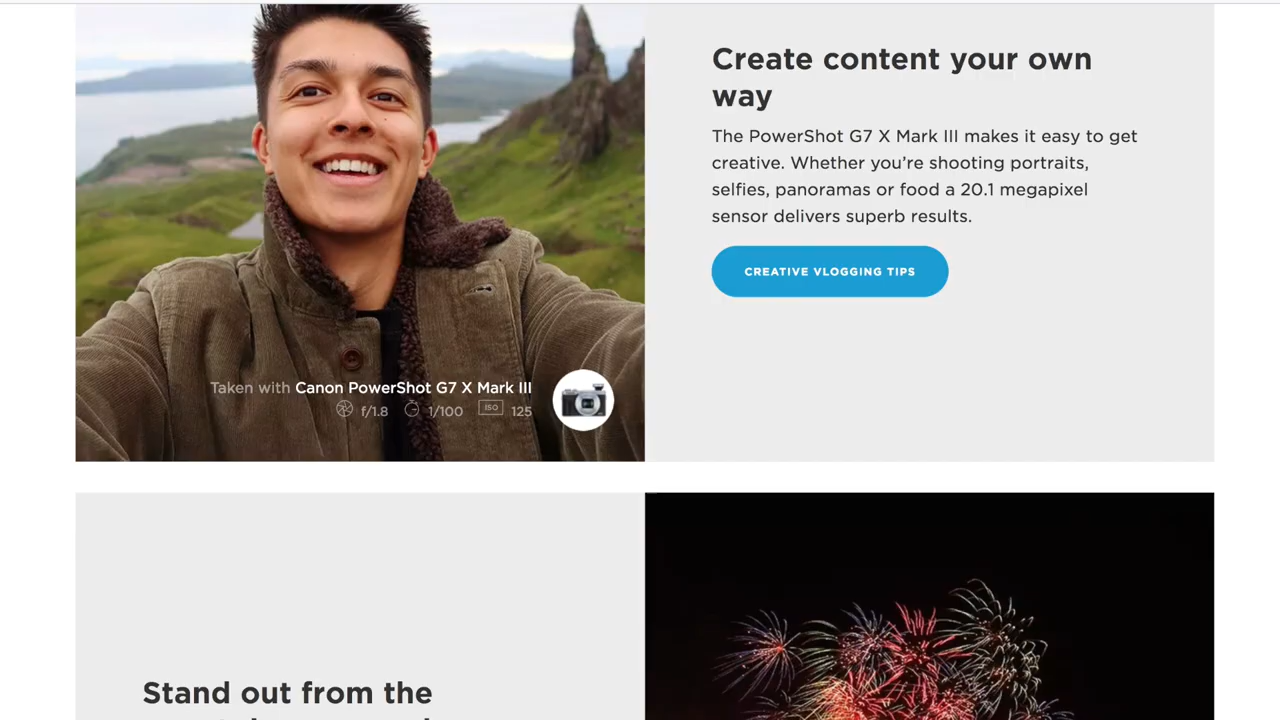 Create content your own
way
The PowerShot G7 X Mark III makes it easy to get
creative. Whether you’re shooting portraits,
selfies, panoramas or food a 20.1 megapixel
sensor delivers superb results.
CREATIVE VLOGGING TIPS
Taken with Canon PowerShot G7 X Mark III
f/1.8 1/100 ISO 125
Stand out from the